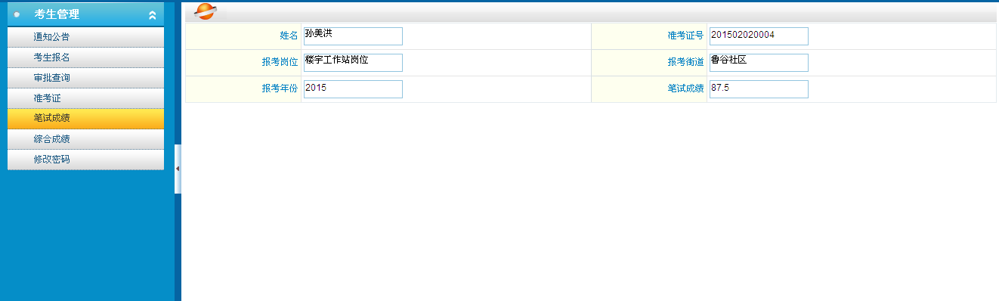 考生管理
通知公告
考生报名
审批查询
准考证
笔试成绩
综合成绩
修改密码
姓名 孙美洪 准考证号 201502020004
报考岗位 楼宇工作站岗位 报考街道 鲁谷社区
报考年份 2015 笔试成绩 87.5